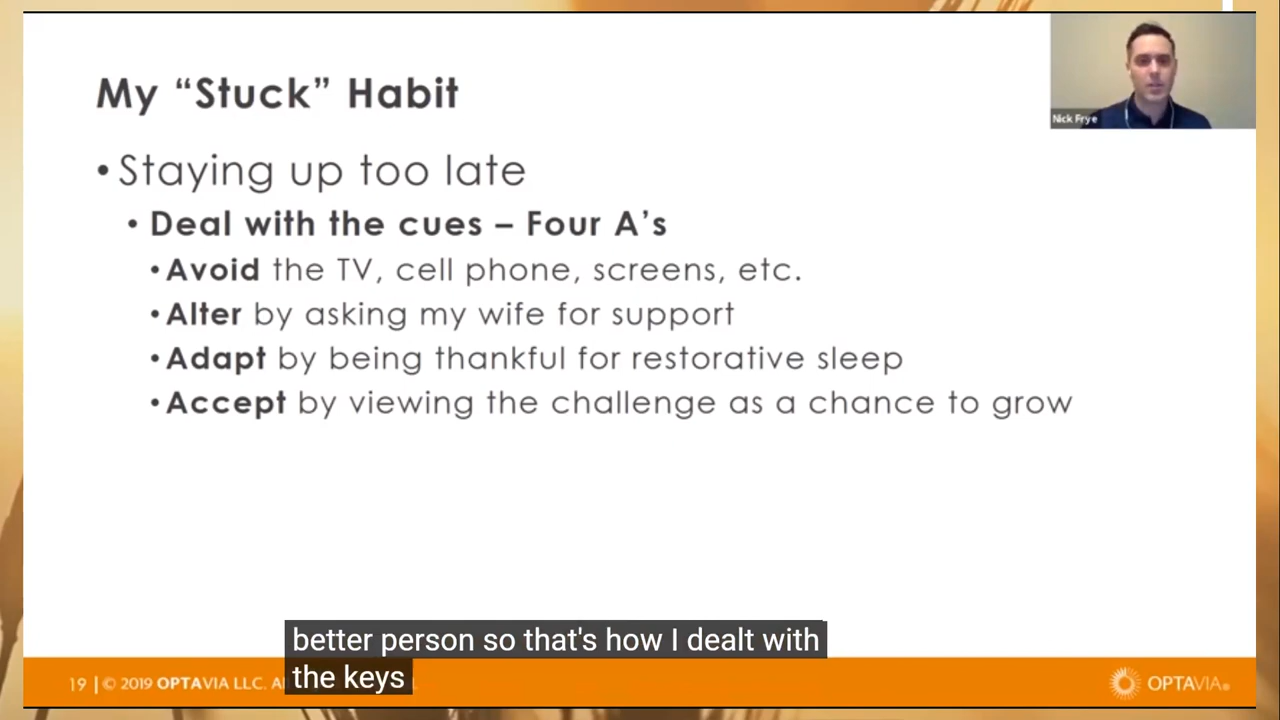 My “Stuck” Habit
Nick Frye
• Staying up too late
• Deal with the cues – Four A’s
• Avoid the TV, cell phone, screens, etc.
• Alter by asking my wife for support
• Adapt by being thankful for restorative sleep
• Accept by viewing the challenge as a chance to grow
better person so that's how I dealt with
the keys
19 | © 2019 OPTAVIA LLC.
OPTAVIA®